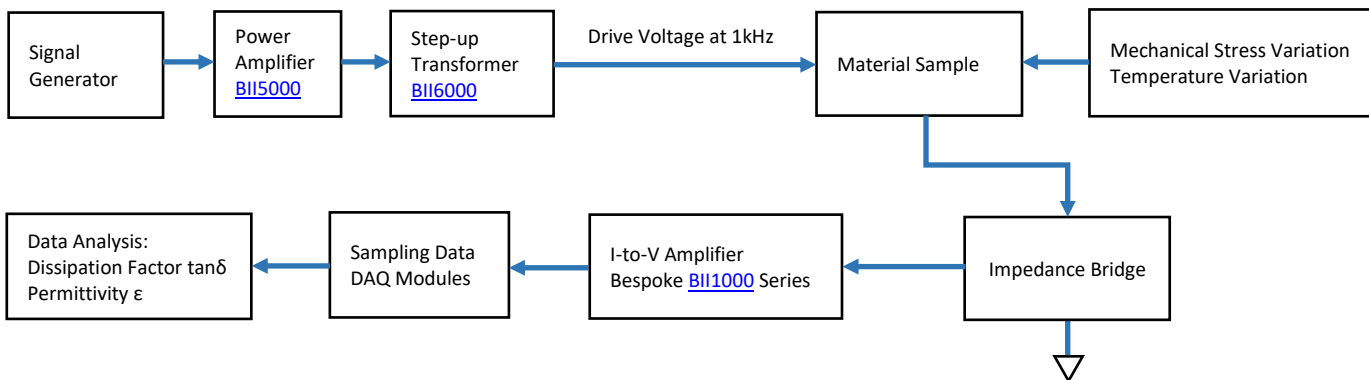 Signal
Generator
Power
Amplifier
BII5000
Step-up
Transformer
BII6000
Drive Voltage at 1kHz
Material Sample
Mechanical Stress Variation
Temperature Variation
Data Analysis:
Dissipation Factor tanδ
Permittivity ε
Sampling Data
DAQ Modules
I-to-V Amplifier
Bespoke BII1000 Series
Impedance Bridge